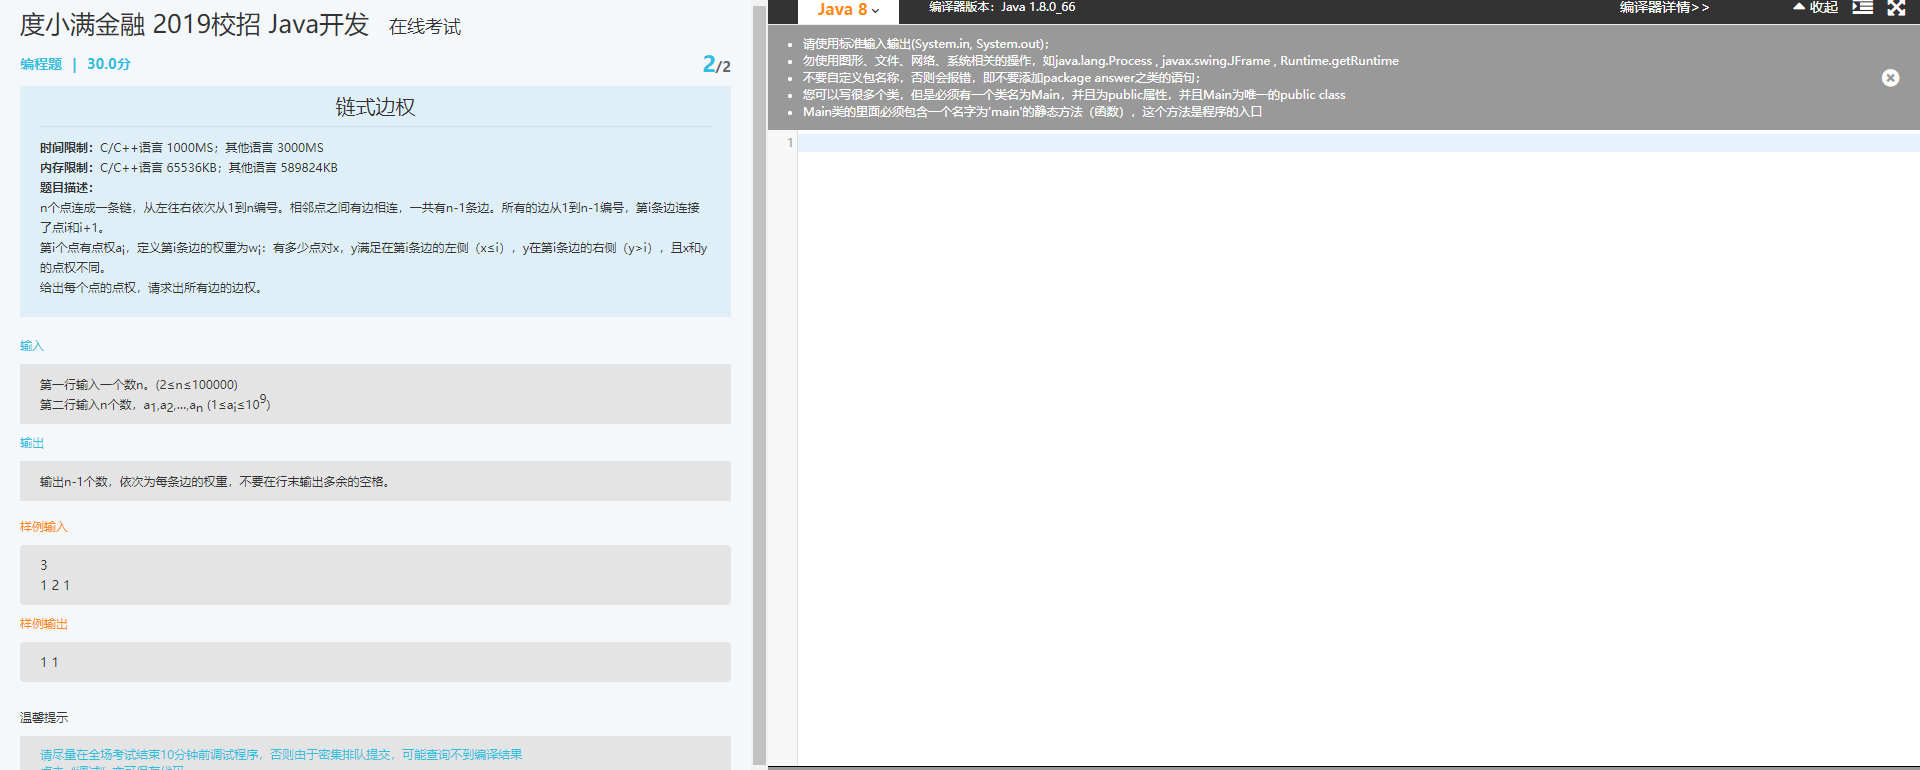 度小满金融 2019校招 Java开发 在线考试
编程题 | 30.0分
2/2
链式边权
时间限制：C/C++语言 1000MS；其他语言 3000MS
内存限制：C/C++语言 65536KB；其他语言 589824KB
题目描述：
n个点连成一条链，从左往右依次从1到n编号。相邻点之间有边相连，一共有n-1条边。所有的边从1到n-1编号，第i条边连接
了点i和i+1。
第i个点有点权ai，定义第i条边的权重为wi：有多少点对x，y满足在第i条边的左侧（x≤i），y在第i条边的右侧（y>i），且x和y
的点权不同。
给出每个点的点权，请求出所有边的边权。
输入
第一行输入一个数n。(2≤n≤100000)
第二行输入n个数，a1,a2,...,an (1≤ai≤10^9)
输出
输出n-1个数，依次为每条边的权重，不要在行末输出多余的空格。
样例输入
3
1 2 1
样例输出
1 1
温馨提示
请尽量在全场考试结束10分钟前调试程序，否则由于密集排队提交，可能查询不到编译结果
Java 8
编译器版本：Java 1.8.0_66
编译器详情>>
收起
请使用标准输入输出(System.in, System.out)；
勿使用图形、文件、网络、系统相关的操作，如java.lang.Process , javax.swing.JFrame , Runtime.getRuntime
不要自定义包名称，否则会报错，即不要添加package answer之类的语句；
您可以写很多个类，但是必须有一个类名为Main，并且为public属性，并且Main为唯一的public class
Main类的里面必须包含一个名字为'main'的静态方法（函数），这个方法是程序的入口
1